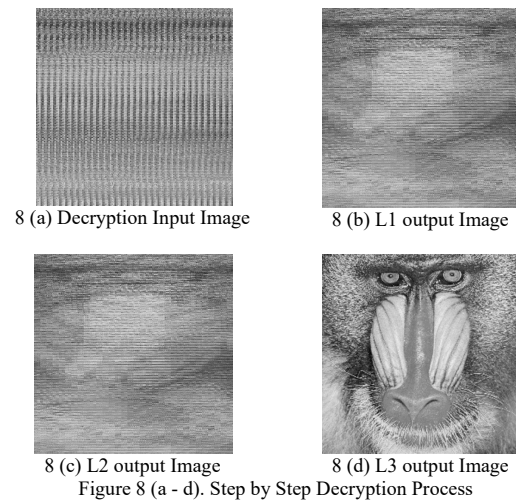 8 (a) Decryption Input Image
8 (b) L1 output Image
8 (c) L2 output Image
8 (d) L3 output Image
Figure 8 (a - d). Step by Step Decryption Process